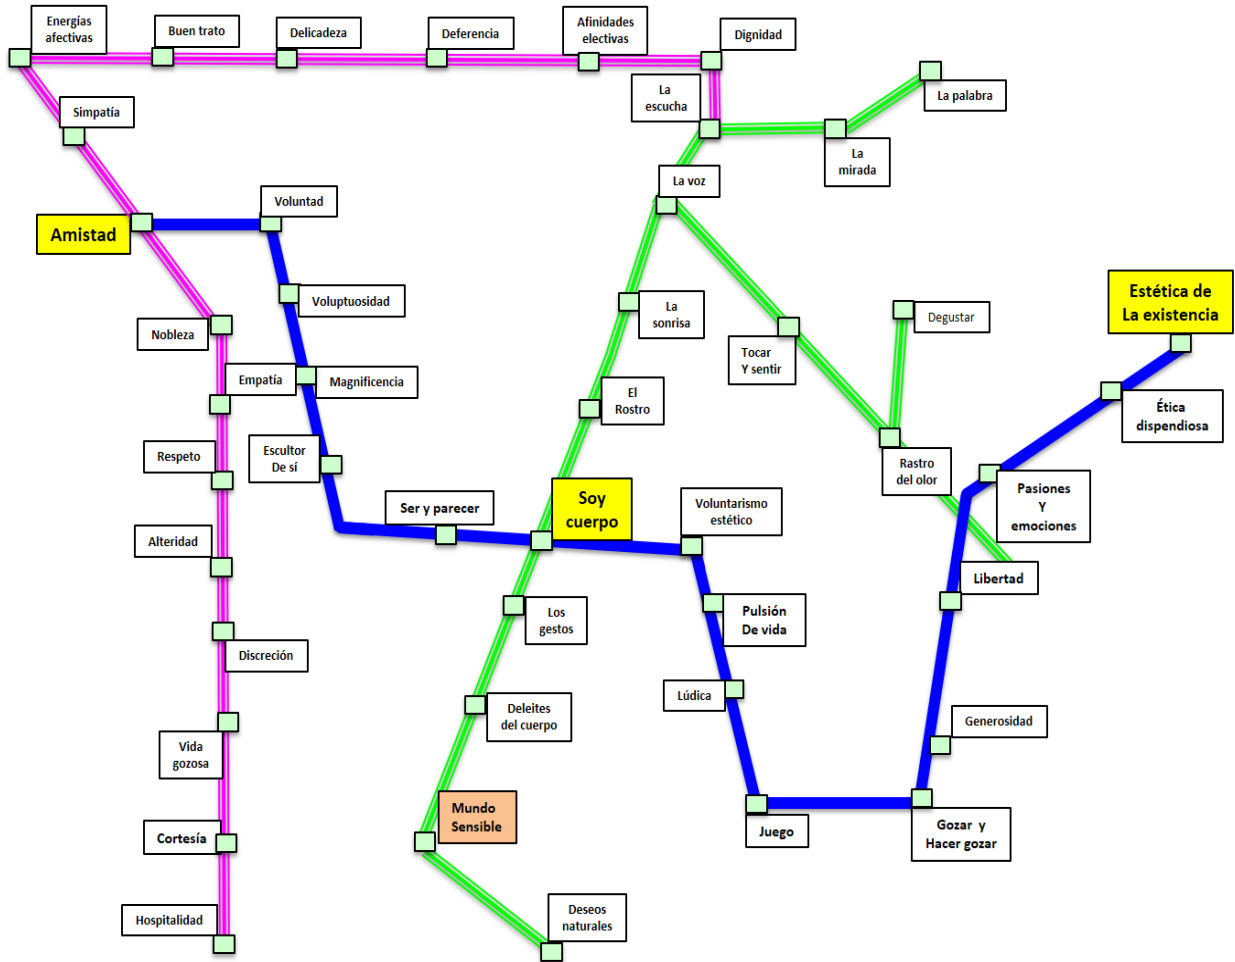 Energías
afectivas
Buen trato
Delicadeza
Deferencia
Afinidades
electivas
Dignidad
La
escucha
La palabra
Simpatía
La
mirada
La voz
Voluntad
Amistad
Voluptuosidad
La
sonrisa
Estética de
La existencia
Degustar
Nobleza
Tocar
Y sentir
Empatía
Magnificencia
El
Rostro
Ética
dispendiosa
Respeto
Escultor
De sí
Rastro
del olor
Soy
cuerpo
Pasiones
Y
emociones
Ser y parecer
Voluntarismo
estético
Alteridad
Libertad
Los
gestos
Pulsión
De vida
Discreción
Lúdica
Deleites
del cuerpo
Generosidad
Vida
gozosa
Mundo
Sensible
Cortesía
Juego
Gozar y
Hacer gozar
Hospitalidad
Deseos
naturales